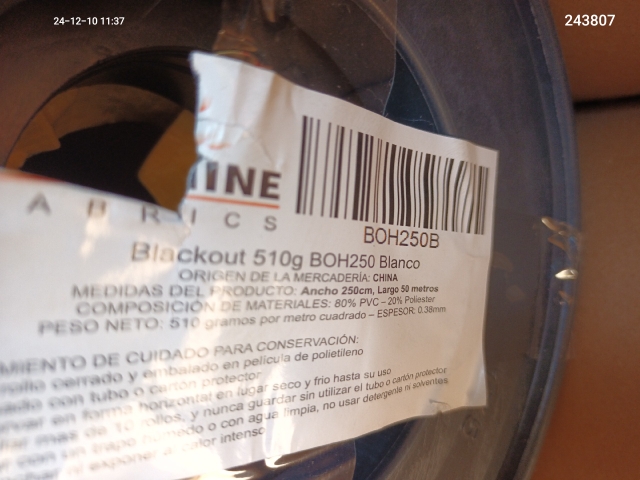 24-12-10 11:37
243807
INE
A B R I C S
BOH250B
Blackout 510g BOH250 Blanco
ORIGEN DE LA MERCADERÍA: CHINA
MEDIDAS DEL PRODUCTO: Ancho 250cm, Largo 50 metros
COMPOSICIÓN DE MATERIALES: 80% PVC – 20% Poliester
PESO NETO: 510 gramos por metro cuadrado – ESPESOR: 0.38mm
MIENTO DE CUIDADO PARA CONSERVACIÓN:
rollo cerrado y embalado en película de polietileno
con tubo o cartón protector
en forma horizontal en lugar seco y frio hasta su uso
mas de 10 rollos, y nunca guardar sin utilizar el tubo o cartón protector
con un trapo húmedo o con agua limpia, no usar detergente ni solventes
ni exponer a calor intenso